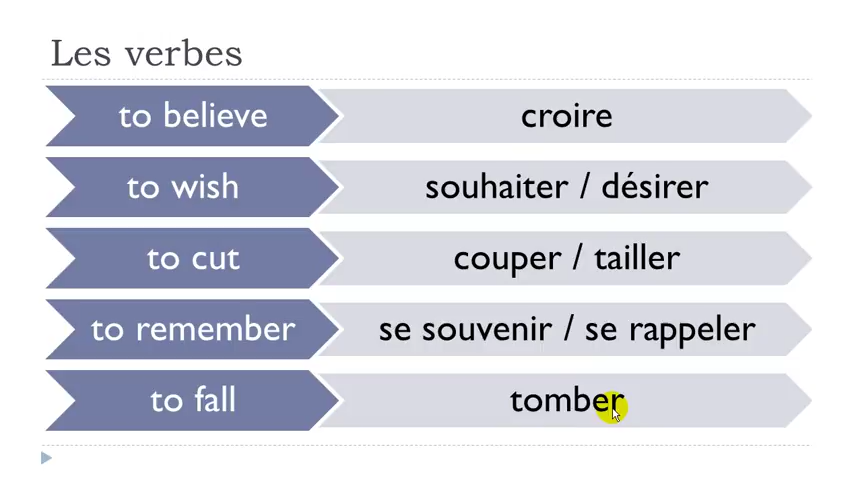 Les verbes
to believe croire
to wish souhaiter / désirer
to cut couper / tailler
to remember se souvenir / se rappeler
to fall tomber